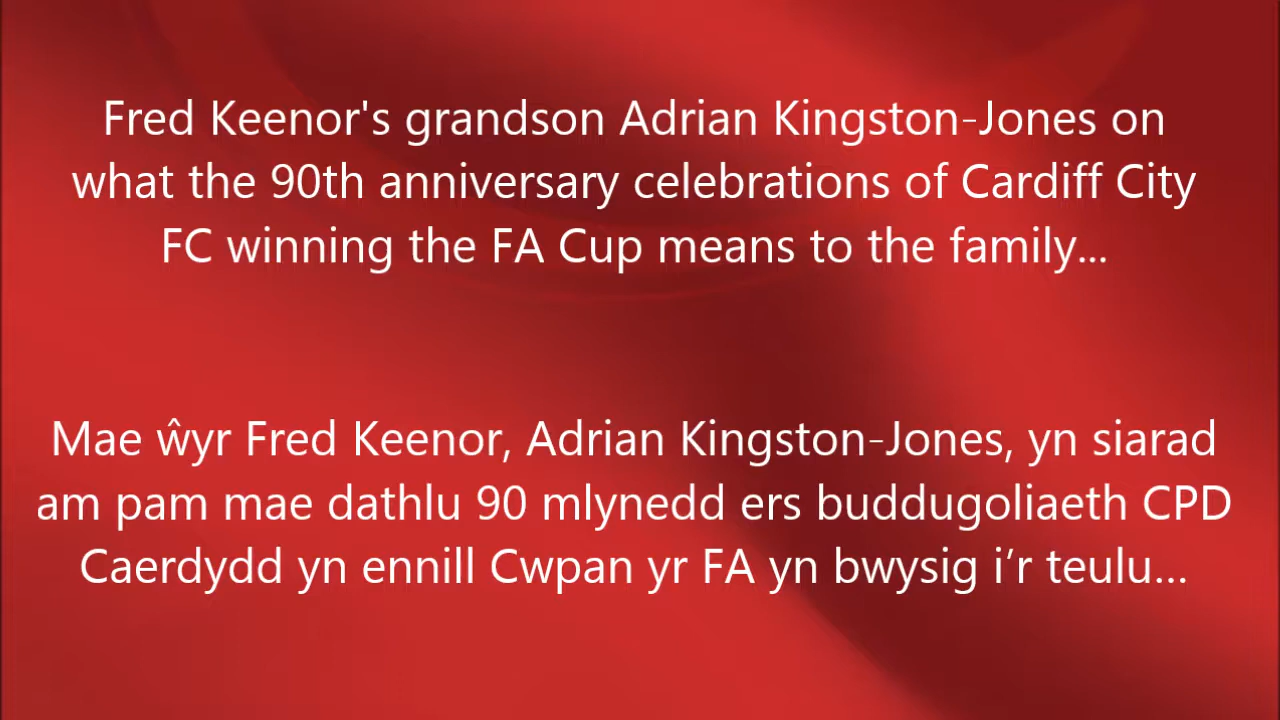 Fred Keenor's grandson Adrian Kingston-Jones on
what the 90th anniversary celebrations of Cardiff City
FC winning the FA Cup means to the family...
Mae ŵyr Fred Keenor, Adrian Kingston-Jones, yn siarad
am pam mae dathlu 90 mlynedd ers buddugoliaeth CPD
Caerdydd yn ennill Cwpan yr FA yn bwysig i’r teulu...